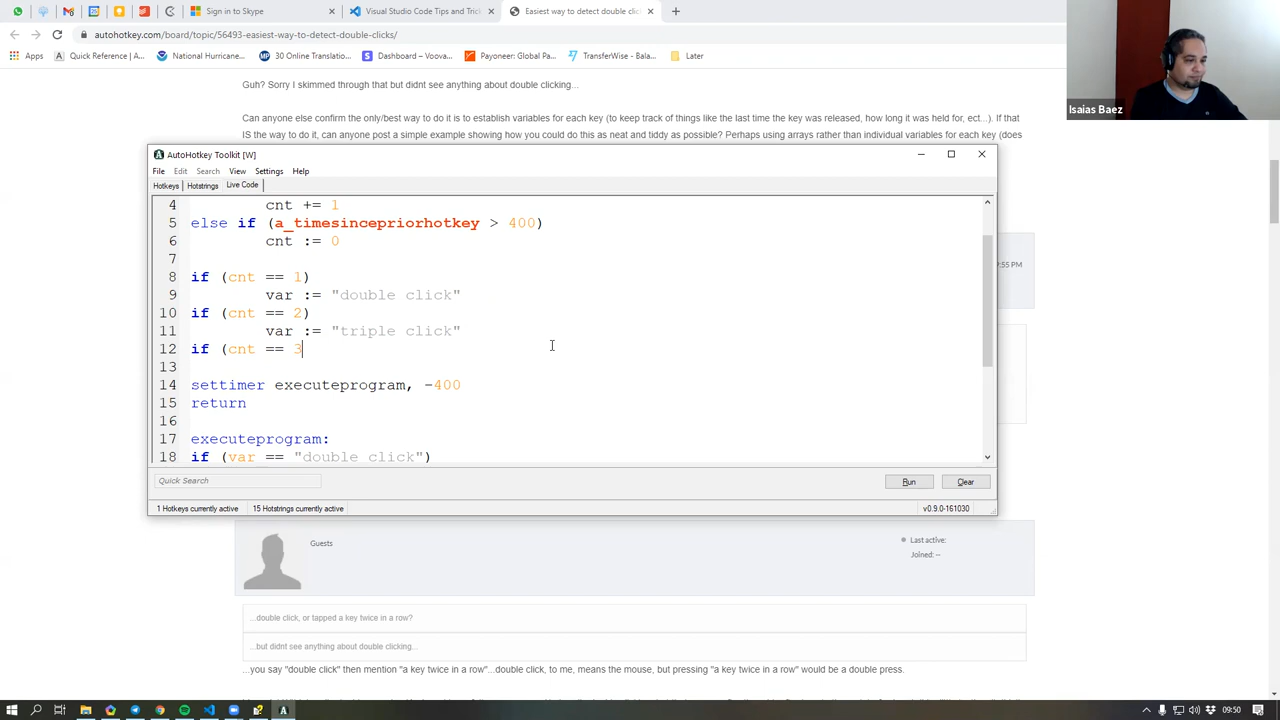 Sign in to Skype
Visual Studio Code Tips and Tric
Easiest way to detect double clic
autohotkey.com/board/topic/56493-easiest-way-to-detect-double-clicks/
Apps
Quick Reference | A...
National Hurricane...
30 Online Translatio...
Dashboard – Voova...
Payoneer: Global Pa...
TransferWise - Bala...
Later
Guh? Sorry I skimmed through that but didnt see anything about double clicking...
Can anyone else confirm the only/best way to do it is to establish variables for each key (to keep track of things like the last time the key was released, how long it was held for, ect...). If that
IS the way to do it, can anyone post a simple example showing how you could do this as neat and tidy as possible? Perhaps using arrays rather than individual variables for each key (does
Isaias Baez
AutoHotkey Toolkit [W]
File Edit Search View Settings Help
Hotkeys Hotstrings Live Code
4 cnt += 1
5 else if (a_timesincepriorhotkey > 400)
6 cnt := 0
7
8 if (cnt == 1)
9 var := "double click"
10 if (cnt == 2)
11 var := "triple click"
12 if (cnt == 3
13
14 settimer executeprogram, -400
15 return
16
17 executeprogram:
18 if (var == "double click")
Quick Search
Run
Clear
1 Hotkeys currently active
15 Hotstrings currently active
v0.9.0-161030
:55 PM
Guests
Last active:
Joined: --
...double click, or tapped a key twice in a row?
...but didnt see anything about double clicking...
...you say "double click" then mention "a key twice in a row"...double click, to me, means the mouse, but pressing "a key twice in a row" would be a double press.
09:50